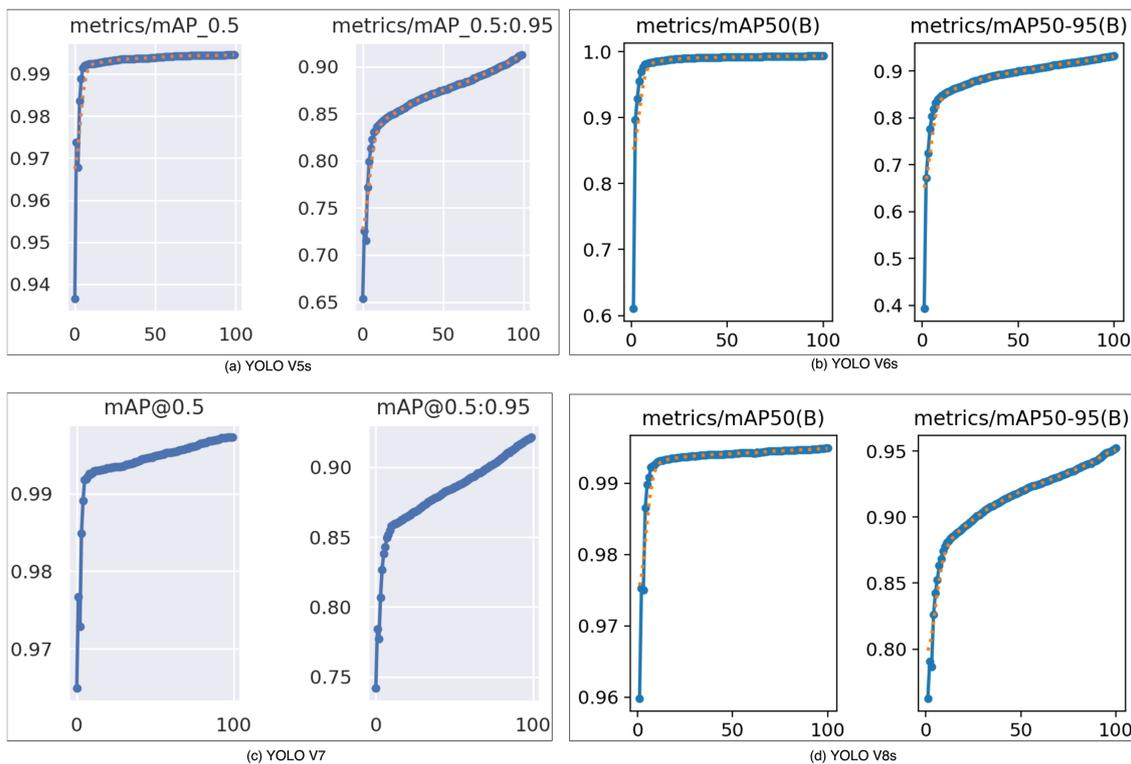 metrics/mAP_0.5
0.99
0.98
0.97
0.96
0.95
0.94
0 50 100
metrics/mAP_0.5:0.95
0.90
0.85
0.80
0.75
0.70
0.65
0 50 100
(a) YOLO V5s
metrics/mAP50(B)
1.0
0.9
0.8
0.7
0.6
0 50 100
metrics/mAP50-95(B)
0.9
0.8
0.7
0.6
0.5
0.4
0 50 100
(b) YOLO V6s
mAP@0.5
0.99
0.98
0.97
0 100
mAP@0.5:0.95
0.90
0.85
0.80
0.75
0 100
(c) YOLO V7
metrics/mAP50(B)
0.99
0.98
0.97
0.96
0 50 100
metrics/mAP50-95(B)
0.95
0.90
0.85
0.80
0 50 100
(d) YOLO V8s